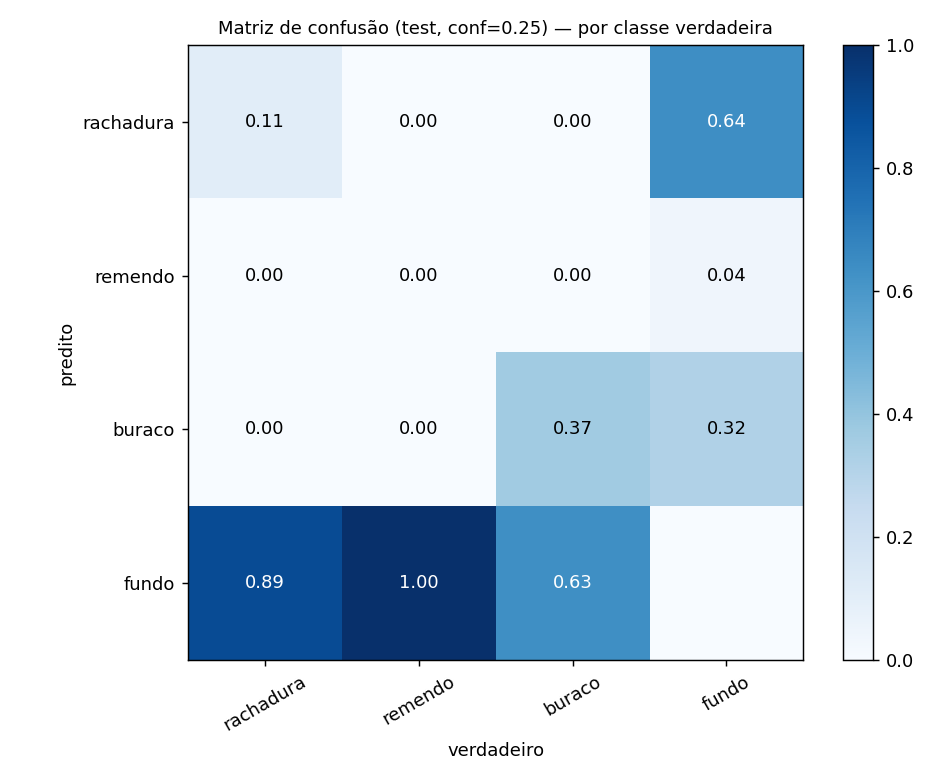 Matriz de confusão (test, conf=0.25) — por classe verdadeira
rachadura 0.11 0.00 0.00 0.64
remendo 0.00 0.00 0.00 0.04
buraco 0.00 0.00 0.37 0.32
fundo 0.89 1.00 0.63
rachadura remendo buraco fundo
verdadeiro
predito
1.0
0.8
0.6
0.4
0.2
0.0